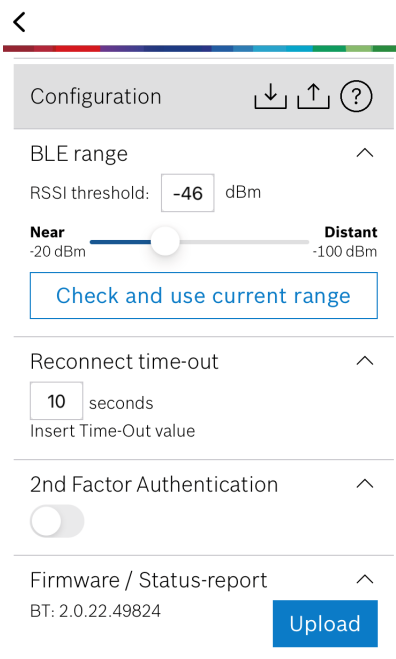 Configuration
?
BLE range
RSSI threshold: -46 dBm
Near Distant
-20 dBm -100 dBm
Check and use current range
Reconnect time-out
10 seconds
Insert Time-Out value
2nd Factor Authentication
Firmware / Status-report
BT: 2.0.22.49824
Upload